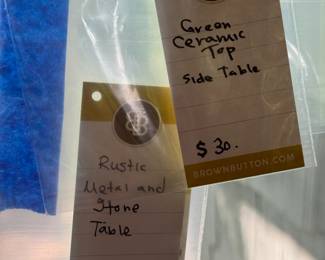 Green
Ceramic
Top
Side Table
$30.
BROWNBUTTON.COM
Rustic
Metal and
Stone
Table